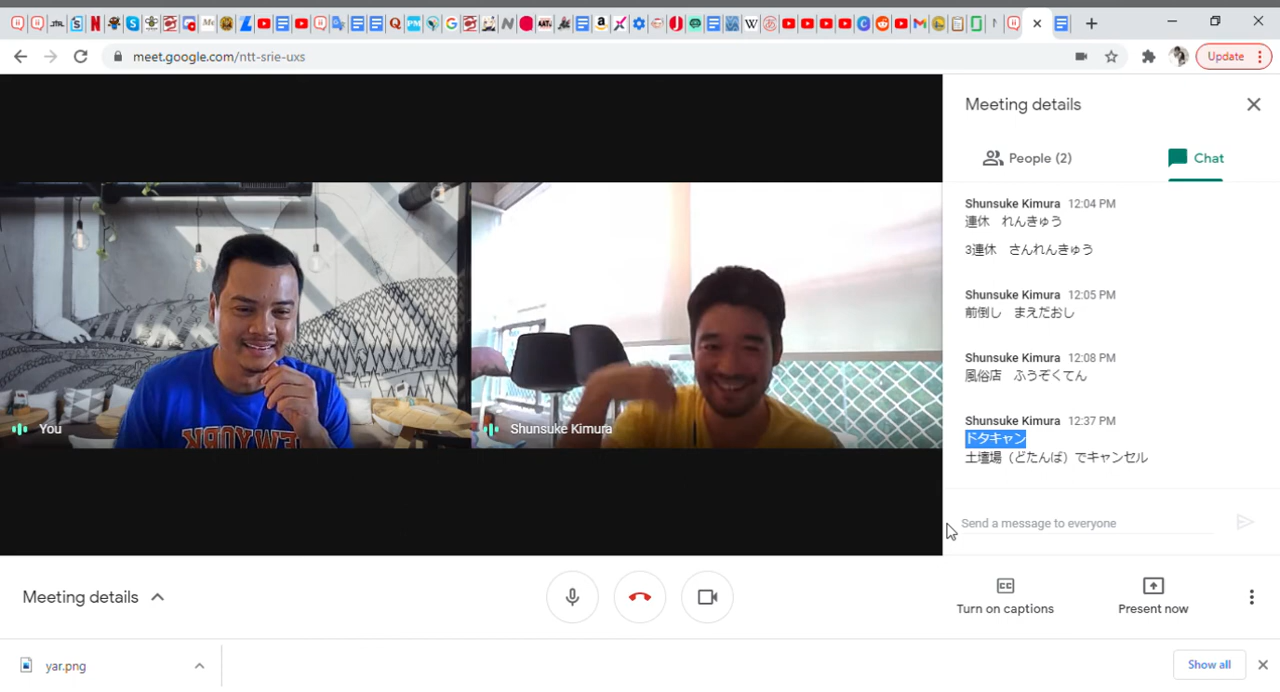 meet.google.com/ntt-srie-uxs
Update
Meeting details
People (2)
Chat
Shunsuke Kimura 12:04 PM
連休　れんきゅう
3連休　さんれんきゅう
Shunsuke Kimura 12:05 PM
前倒し　まえだおし
Shunsuke Kimura 12:08 PM
風俗店　ふうぞくてん
Shunsuke Kimura 12:37 PM
ドタキャン
土壇場（どたんば）でキャンセル
You
Shunsuke Kimura
Send a message to everyone
Meeting details
Turn on captions
Present now
yar.png
Show all